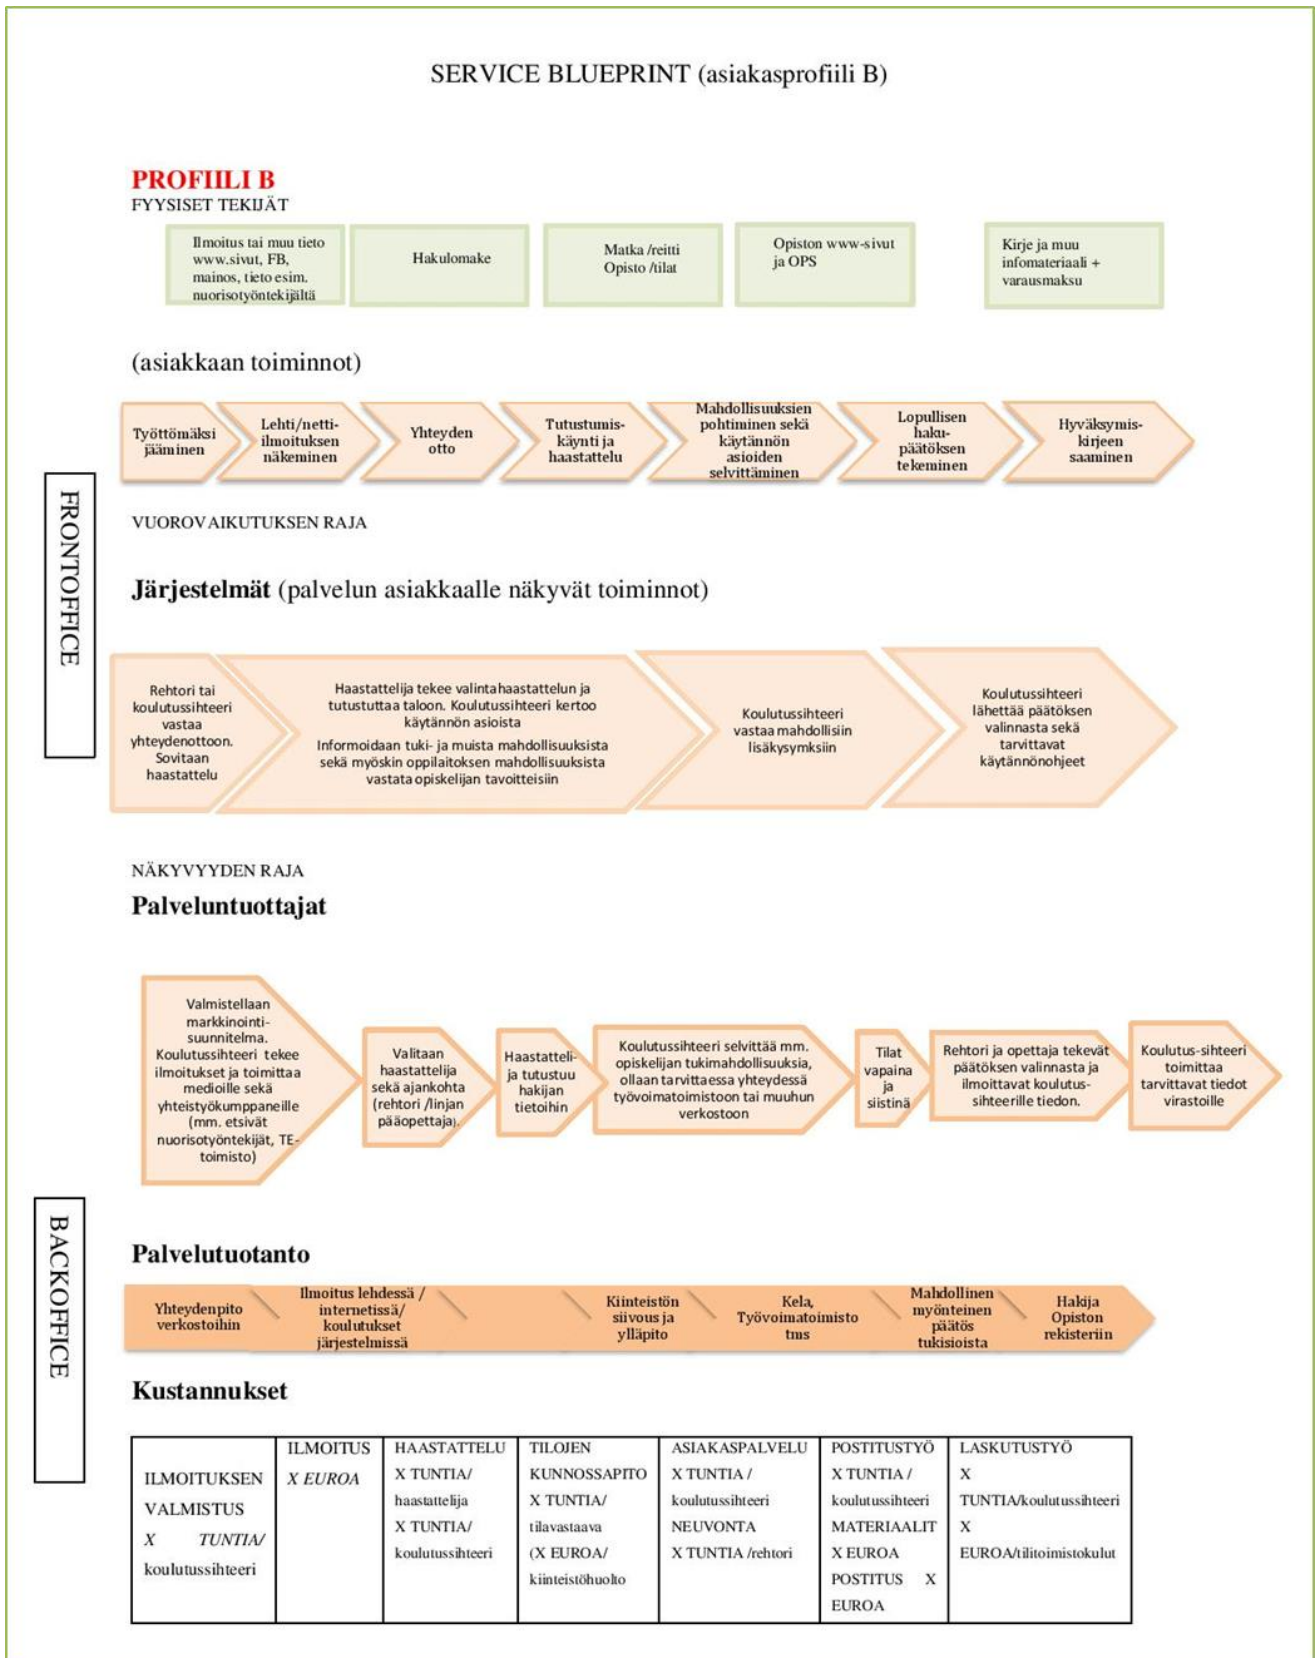 SERVICE BLUEPRINT (asiakasprofiili B)
PROFIILI B
FYYSISET TEKIJÄT
Ilmoitus tai muu tieto
www.sivut, FB,
mainos, tieto esim.
nuorisotyöntekijältä
Hakulomake
Matka /reitti
Opisto /tilat
Opiston www-sivut
ja OPS
Kirje ja muu
infomateriaali +
varausmaksu
(asiakkaan toiminnot)
Työttömäksi
jääminen
Lehti/netti-
ilmoituksen
näkeminen
Yhteyden
otto
Tutustumis-
käynti ja
haastattelu
Mahdollisuuksien
pohtiminen sekä
käytännön
asioiden
selvittäminen
Lopullisen
haku-
päätöksen
tekeminen
Hyväksymis-
kirjeen
saaminen
FRONTOFFICE
VUOROVAIKUTUKSEN RAJA
Järjestelmät (palvelun asiakkaalle näkyvät toiminnot)
Rehtori tai
koulutussihteeri
vastaa
yhteydenottoon.
Sovitaan
haastattelu
Haastattelija tekee valintahaastattelun ja
tutustuttaa taloon. Koulutussihteeri kertoo
käytännön asioista
Informoidaan tuki- ja muista mahdollisuuksista
sekä myöskin oppilaitoksen mahdollisuuksista
vastata opiskelijan tavoitteisiin
Koulutussihteeri
vastaa mahdollisiin
lisäkysymksiin
Koulutussihteeri
lähettää päätöksen
valinnasta sekä
tarvittavat
käytännönohjeet
NÄKYVYYDEN RAJA
Palveluntuottajat
Valmistellaan
markkinointi-
suunnitelma.
Koulutussihteeri tekee
ilmoitukset ja toimittaa
medioille sekä
yhteistyökumppaneille
(mm. etsivät
nuorisotyöntekijät, TE-
toimisto)
Valitaan
haastattelija
sekä ajankohta
(rehtori /linjan
pääopettaja).
Haastatteli-
ja tutustuu
hakijan
tietoihin
Koulutussihteeri selvittää mm.
opiskelijan tukimahdollisuuksia,
ollaan tarvittaessa yhteydessä
työvoimatoimistoon tai muuhun
verkostoon
Tilat
vapaina
ja
siistinä
Rehtori ja opettaja tekevät
päätöksen valinnasta ja
ilmoittavat koulutus-
sihteerille tiedon.
Koulutus-sihteeri
toimittaa
tarvittavat tiedot
virastoille
BACKOFFICE
Palvelutuotanto
Yhteydenpito
verkostoihin
Ilmoitus lehdessä /
internetissä/
koulutukset
järjestelmissä
Kiinteistön
siivous ja
ylläpito
Kela,
Työvoimatoimisto
tms
Mahdollinen
myönteinen
päätös
tukisioista
Hakija
Opiston
rekisteriin
Kustannukset
ILMOITUKSEN
VALMISTUS
X TUNTIA/
koulutussihteeri
ILMOITUS
X EUROA
HAASTATTELU
X TUNTIA/
haastattelija
X TUNTIA/
koulutussihteeri
TILOJEN
KUNNOSSAPITO
X TUNTIA/
tilavastaava
(X EUROA/
kiinteistöhuolto
ASIAKASPALVELU
X TUNTIA /
koulutussihteeri
NEUVONTA
X TUNTIA /rehtori
POSTITUSTYÖ
X TUNTIA /
koulutussihteeri
MATERIAALIT
X EUROA
POSTITUS X
EUROA
LASKUTUSTYÖ
X
TUNTIA/koulutussihteeri
X
EUROA/tilitoimistokulut